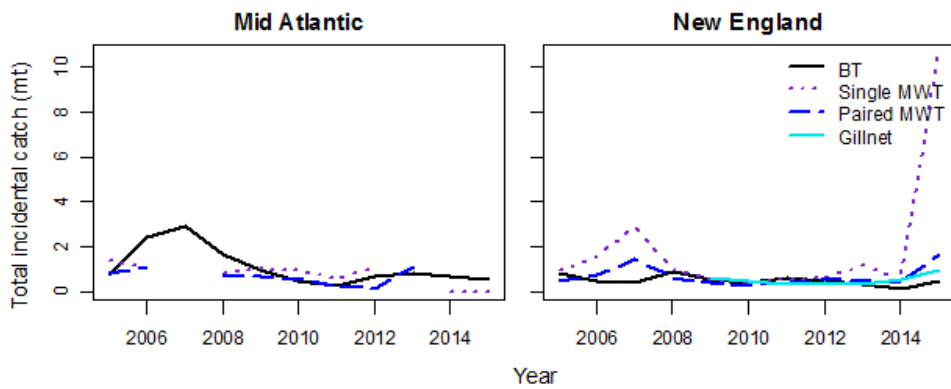 Mid Atlantic
New England
Total incidental catch (mt)
10
8
6
4
2
0
BT
Single MWT
Paired MWT
Gillnet
2006 2008 2010 2012 2014
2006 2008 2010 2012 2014
Year